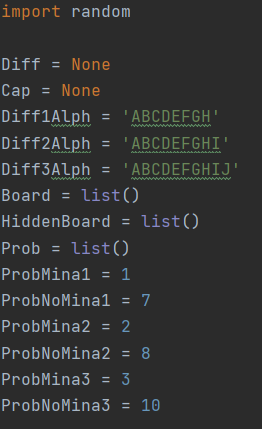 import random
Diff = None
Cap = None
Diff1Alph = 'ABCDEFGH'
Diff2Alph = 'ABCDEFGHI'
Diff3Alph = 'ABCDEFGHIJ'
Board = list()
HiddenBoard = list()
Prob = list()
ProbMina1 = 1
ProbNoMina1 = 7
ProbMina2 = 2
ProbNoMina2 = 8
ProbMina3 = 3
ProbNoMina3 = 10